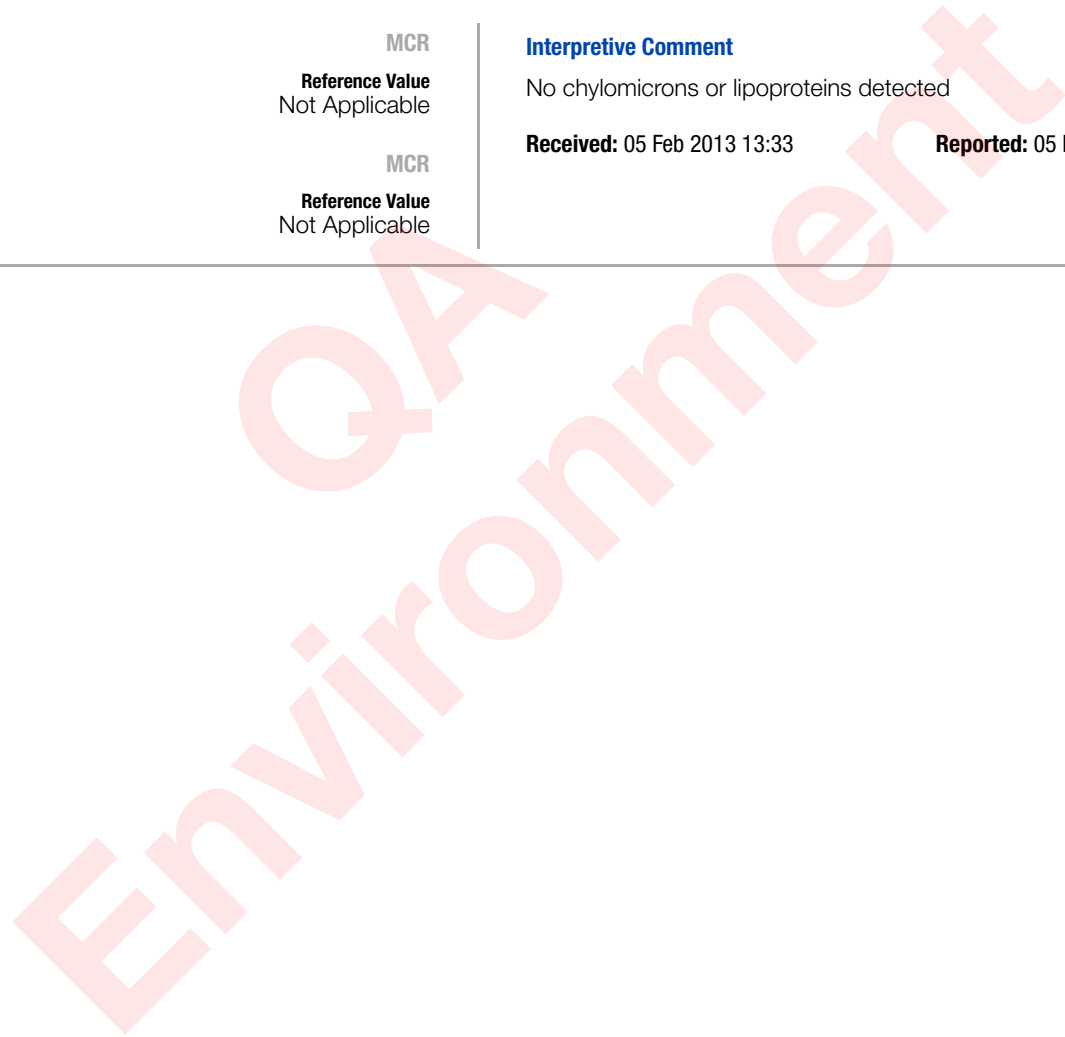 MCR
Reference Value
Not Applicable
MCR
Reference Value
Not Applicable
Interpretive Comment
No chylomicrons or lipoproteins detected
Received: 05 Feb 2013 13:33 Reported: 05
QA
Environment